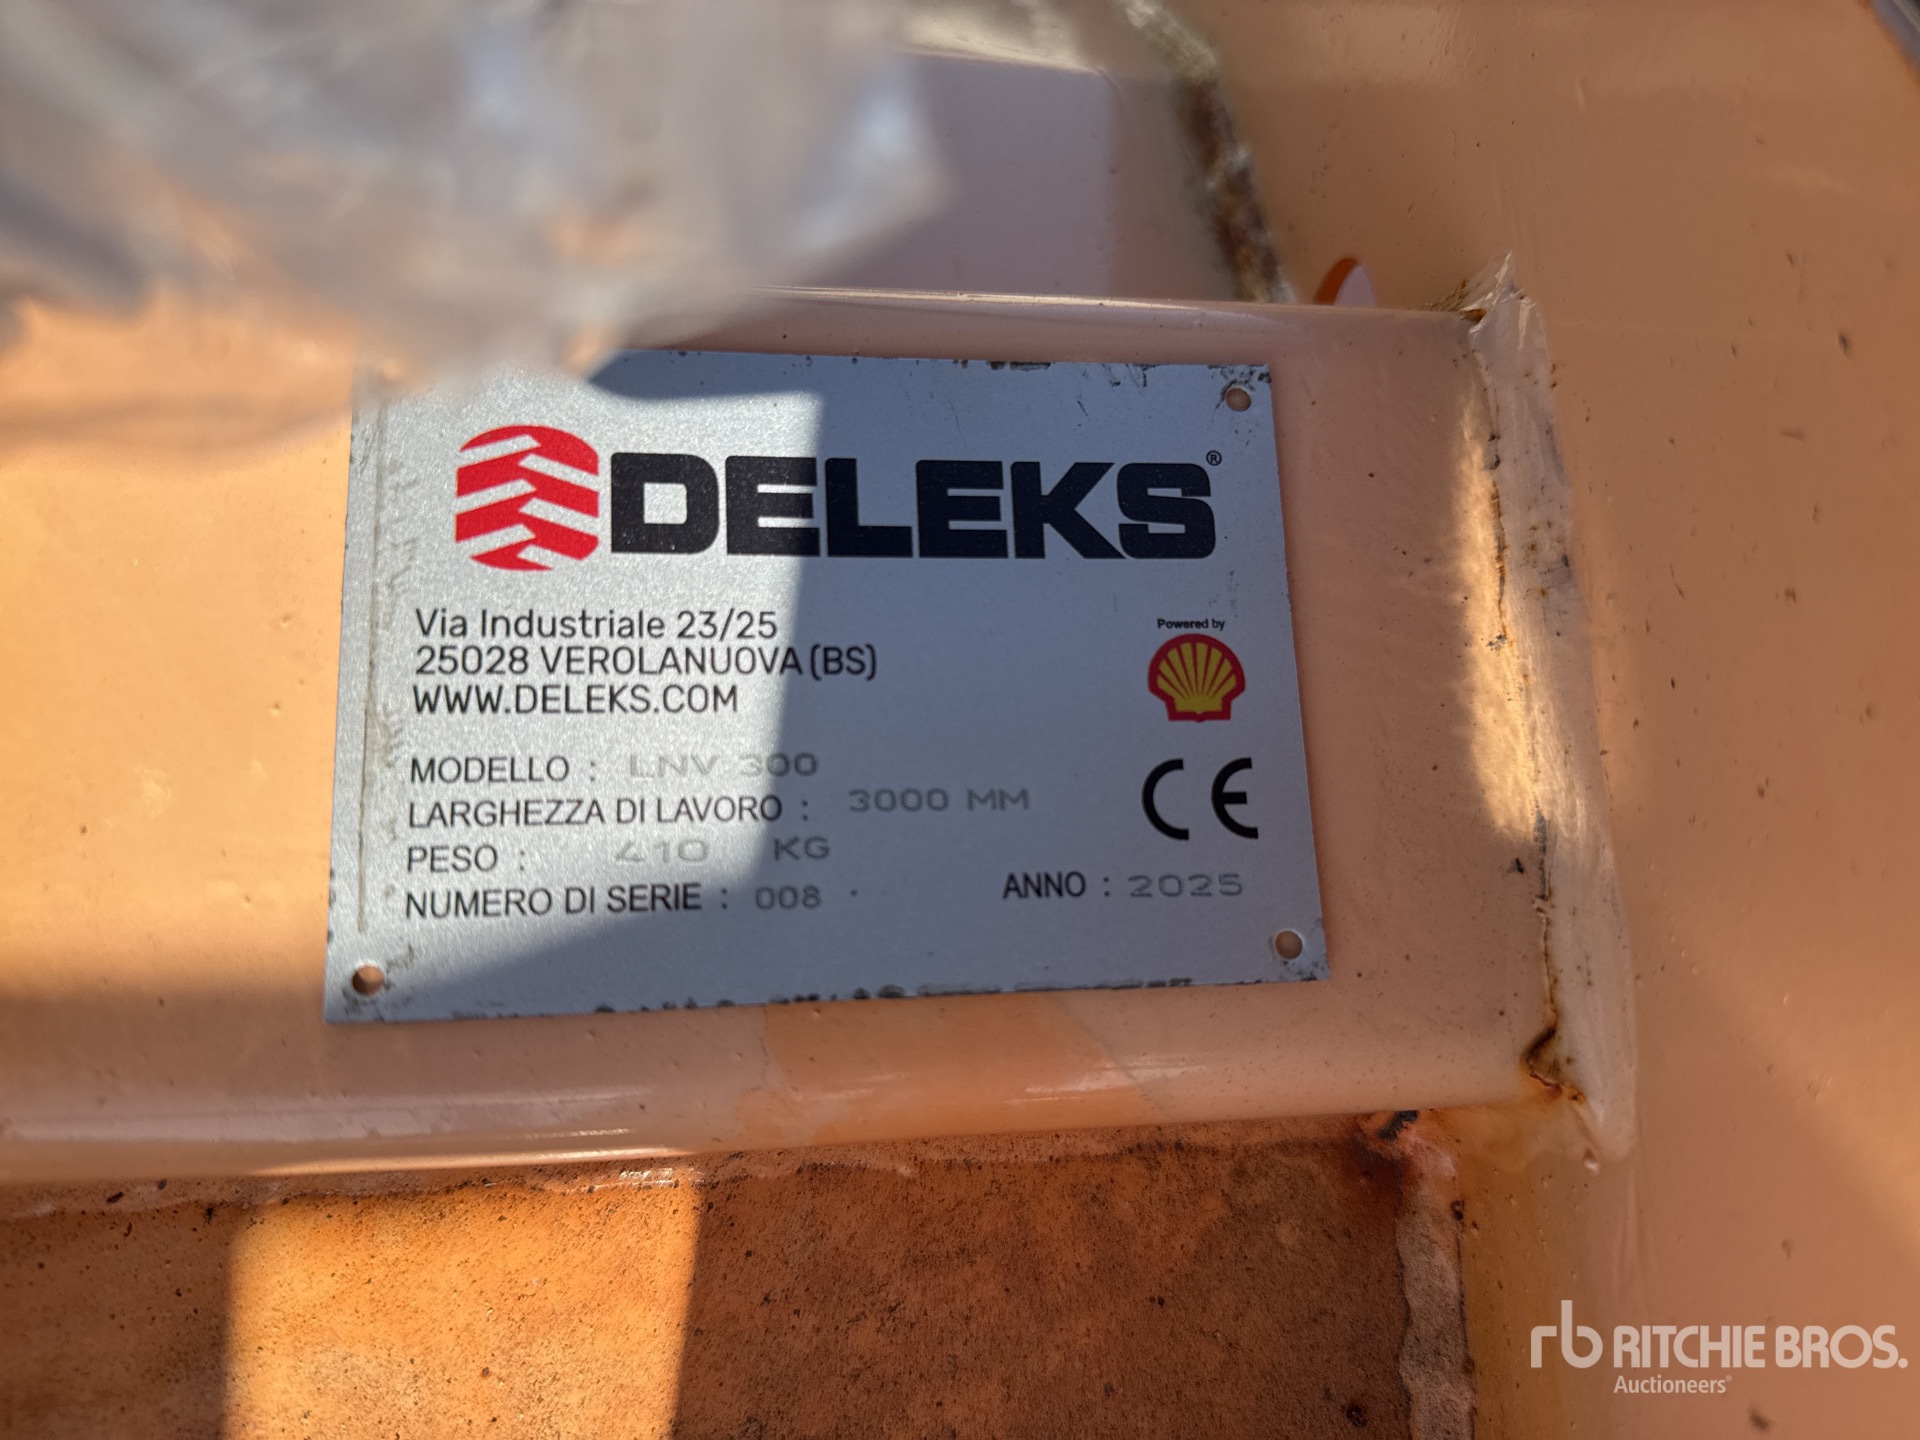 DELEKS®
Via Industriale 23/25
25028 VEROLANUOVA (BS)
WWW.DELEKS.COM
Powered by
MODELLO : LNV 300
LARGHEZZA DI LAVORO : 3000 MM
PESO : 410 KG
NUMERO DI SERIE : 008
ANNO : 2025
CE
rb RITCHIE BROS.
Auctioneers